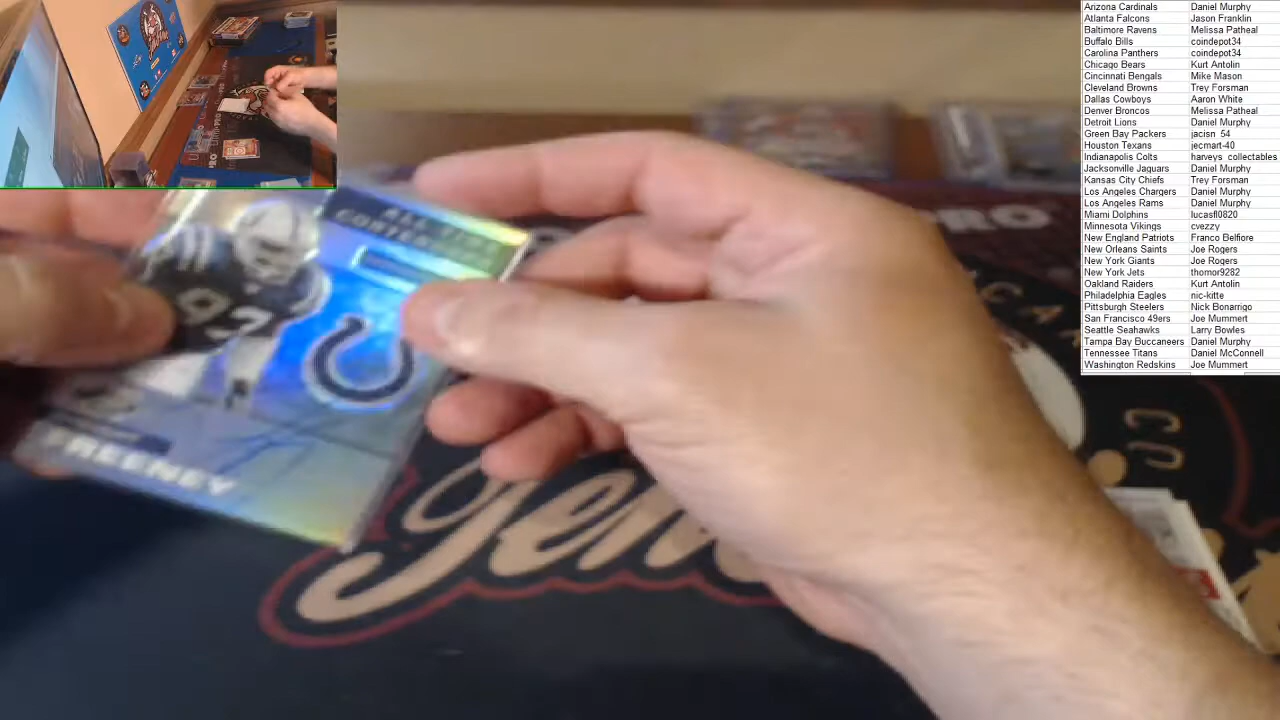 Arizona Cardinals Daniel Murphy
Atlanta Falcons Jason Franklin
Baltimore Ravens Melissa Patheal
Buffalo Bills coindepot34
Carolina Panthers coindepot34
Chicago Bears Kurt Antolin
Cincinnati Bengals Mike Mason
Cleveland Browns Trey Forsman
Dallas Cowboys Aaron White
Denver Broncos Melissa Patheal
Detroit Lions Daniel Murphy
Green Bay Packers jacisn_54
Houston Texans jecmart-40
Indianapolis Colts harveys_collectables
Jacksonville Jaguars Daniel Murphy
Kansas City Chiefs Trey Forsman
Los Angeles Chargers Daniel Murphy
Los Angeles Rams Daniel Murphy
Miami Dolphins lucasfl0820
Minnesota Vikings cvezzy
New England Patriots Franco Belfiore
New Orleans Saints Joe Rogers
New York Giants Joe Rogers
New York Jets thomor9282
Oakland Raiders Kurt Antolin
Philadelphia Eagles nic-kitte
Pittsburgh Steelers Nick Bonarrigo
San Francisco 49ers Joe Mummert
Seattle Seahawks Larry Bowles
Tampa Bay Buccaneers Daniel Murphy
Tennessee Titans Daniel McConnell
Washington Redskins Joe Mummert
93
FREENEY
PRO